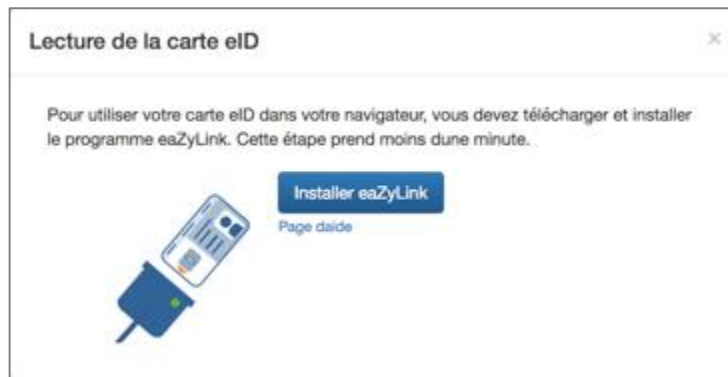 Lecture de la carte eID
Pour utiliser votre carte eID dans votre navigateur, vous devez télécharger et installer
le programme eaZyLink. Cette étape prend moins dune minute.
Installer eaZyLink
Page daide